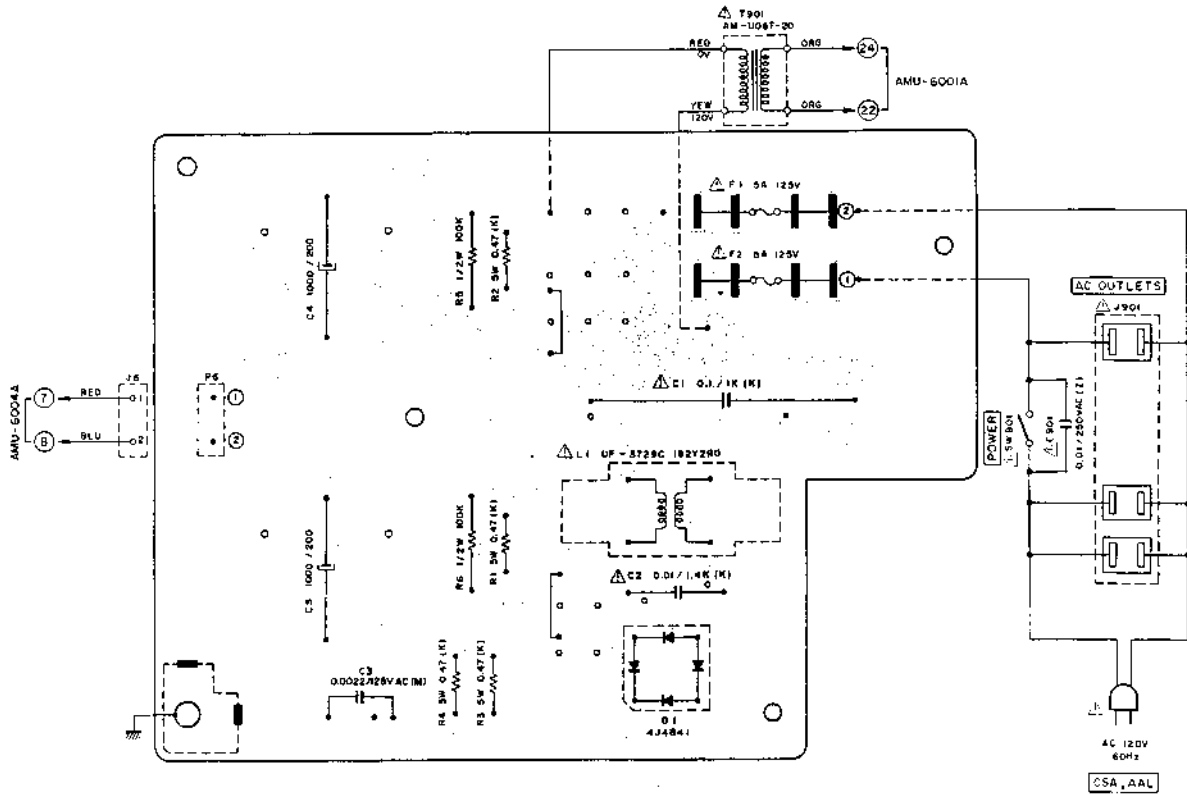 T901
AM-U06T-20
RED
0V
ORG
24
AMU-6001A
YEW
120V
ORG
22
F1 5A 125V
2
F2 5A 125V
1
C4 1000/200
R5 1/2W 100K
R2 5W 0.47(K)
AC OUTLETS
J901
AMU-6004A
7
RED
J6
1
P6
1
8
BLU
2
2
C1 0.1/1K (K)
POWER
SW901
C901
0.01/250VAC (Z)
L1
C5 1000/200
R6 1/2W 100K
R1 5W 0.47(K)
C2 0.01/1.4K (K)
C3
0.0022/125VAC(M)
R4 5W 0.47(K)
R3 5W 0.47(K)
D1
4J4B41
AC 120V
60Hz
CSA, AAL